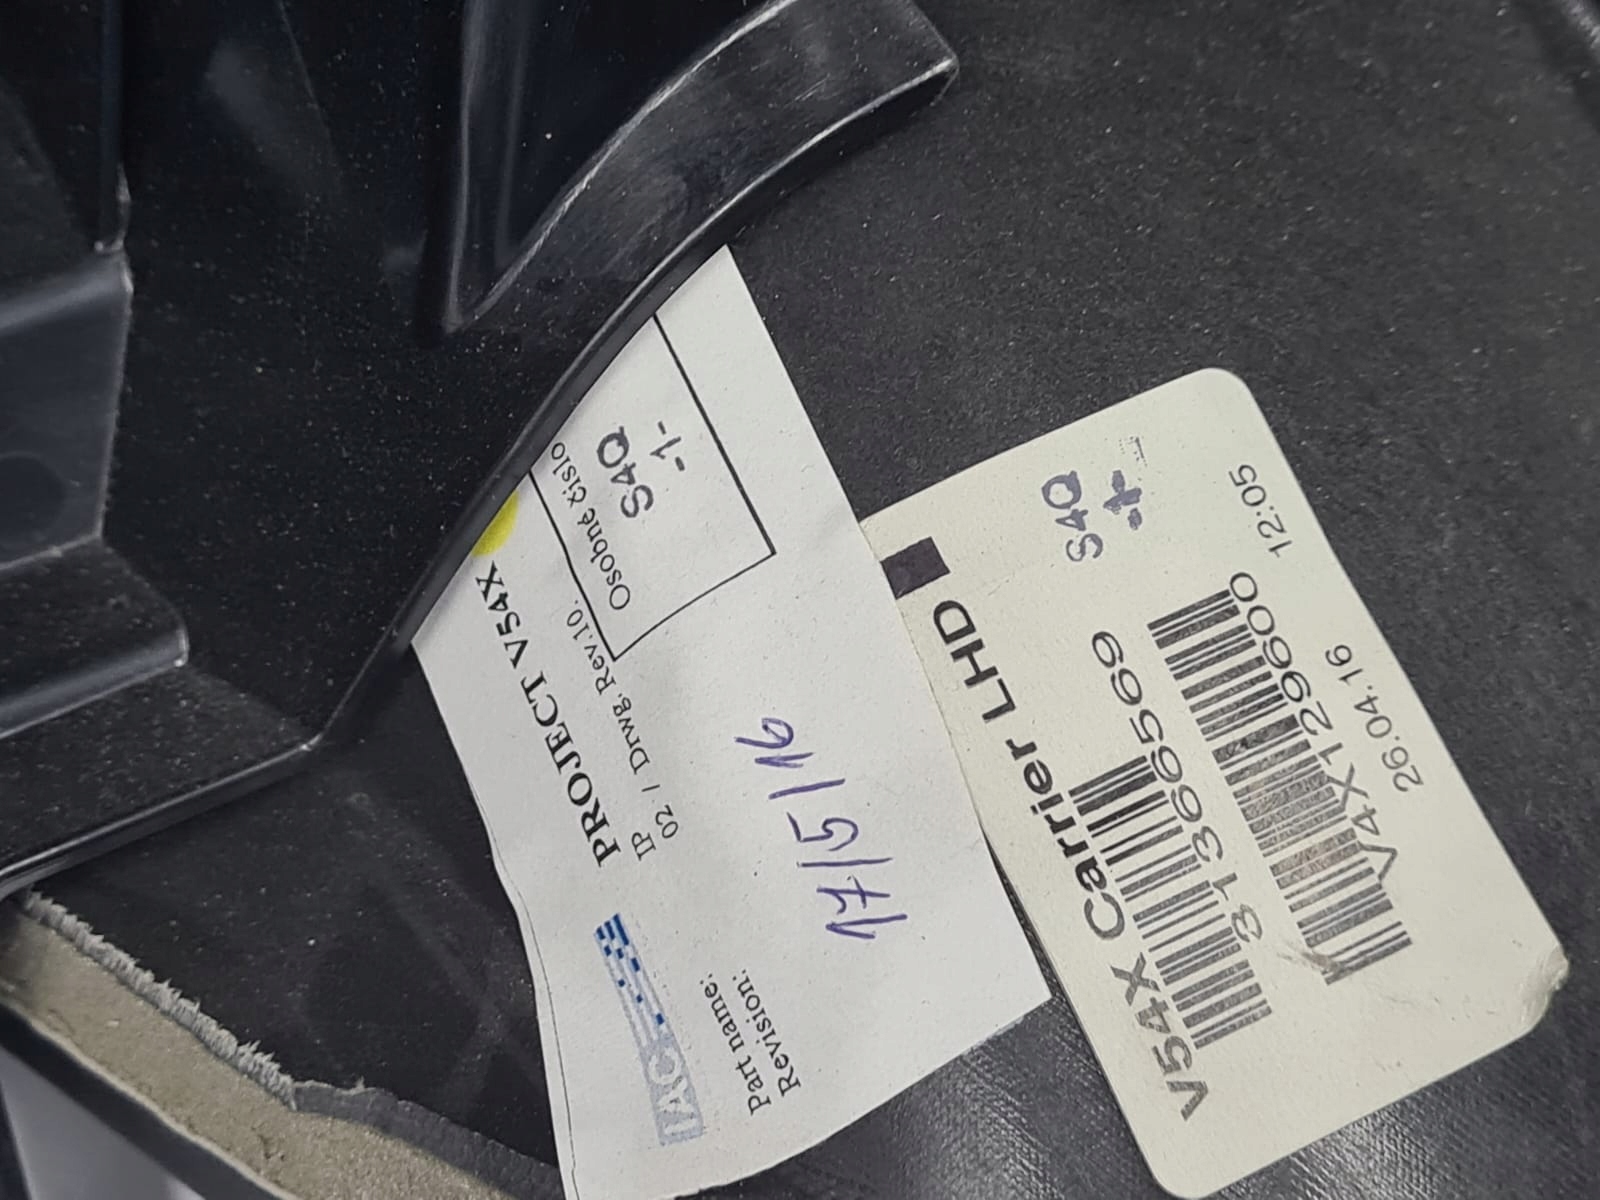 IAC
PROJECT V54X
Part name: IP
Revision: 02 / Drwg. Rev.10.
Osobné číslo
S4Q
-1-
17/5/16
V54X Carrier LHD
31366569
S4Q
V4X129600
26.04.16 12:05